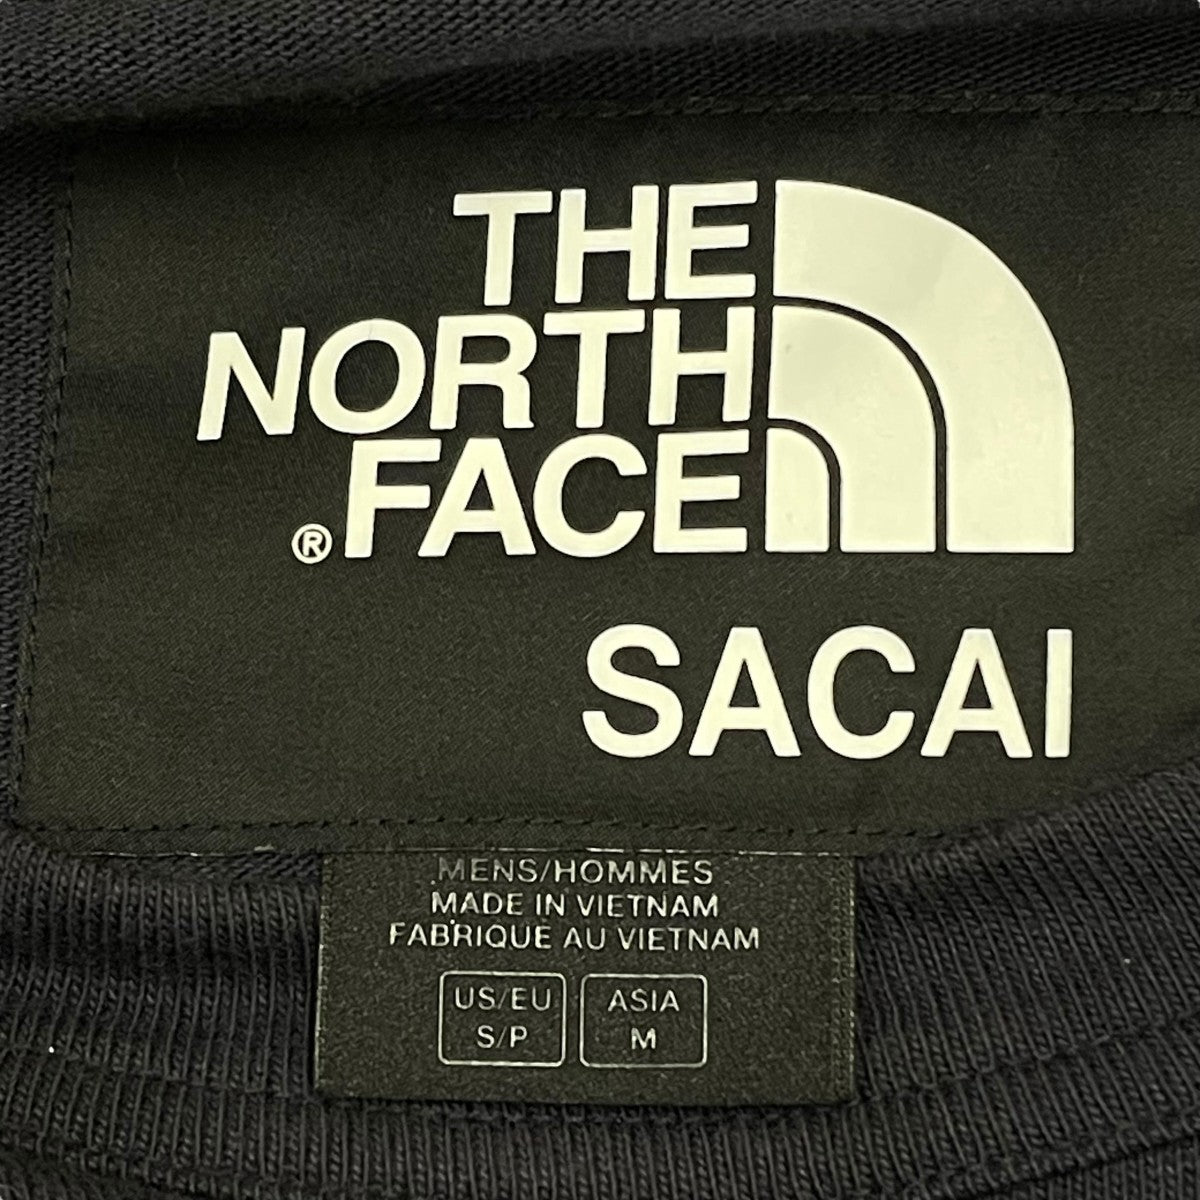 THE
NORTH
®FACE
SACAI
MENS/HOMMES
MADE IN VIETNAM
FABRIQUE AU VIETNAM
US/EU ASIA
S/P M